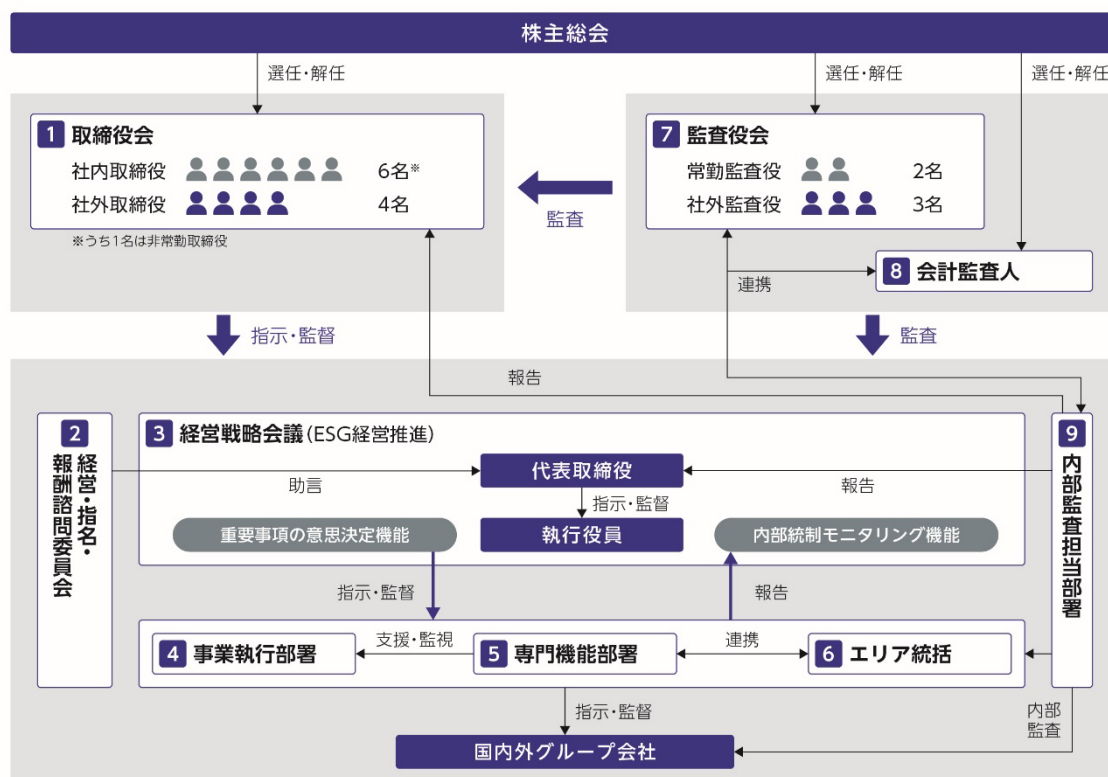 株主総会
選任・解任
選任・解任
選任・解任
1 取締役会
社内取締役 6名※
社外取締役 4名
※うち1名は非常勤取締役
監査
7 監査役会
常勤監査役 2名
社外監査役 3名
連携
8 会計監査人
指示・監督
監査
報告
2 経営・指名・
報酬諮問委員会
3 経営戦略会議(ESG経営推進)
助言
代表取締役
報告
指示・監督
重要事項の意思決定機能
執行役員
内部統制モニタリング機能
9 内部監査担当部署
指示・監督
報告
4 事業執行部署
支援・監視
5 専門機能部署
連携
6 エリア統括
指示・監督
内部
監査
国内外グループ会社